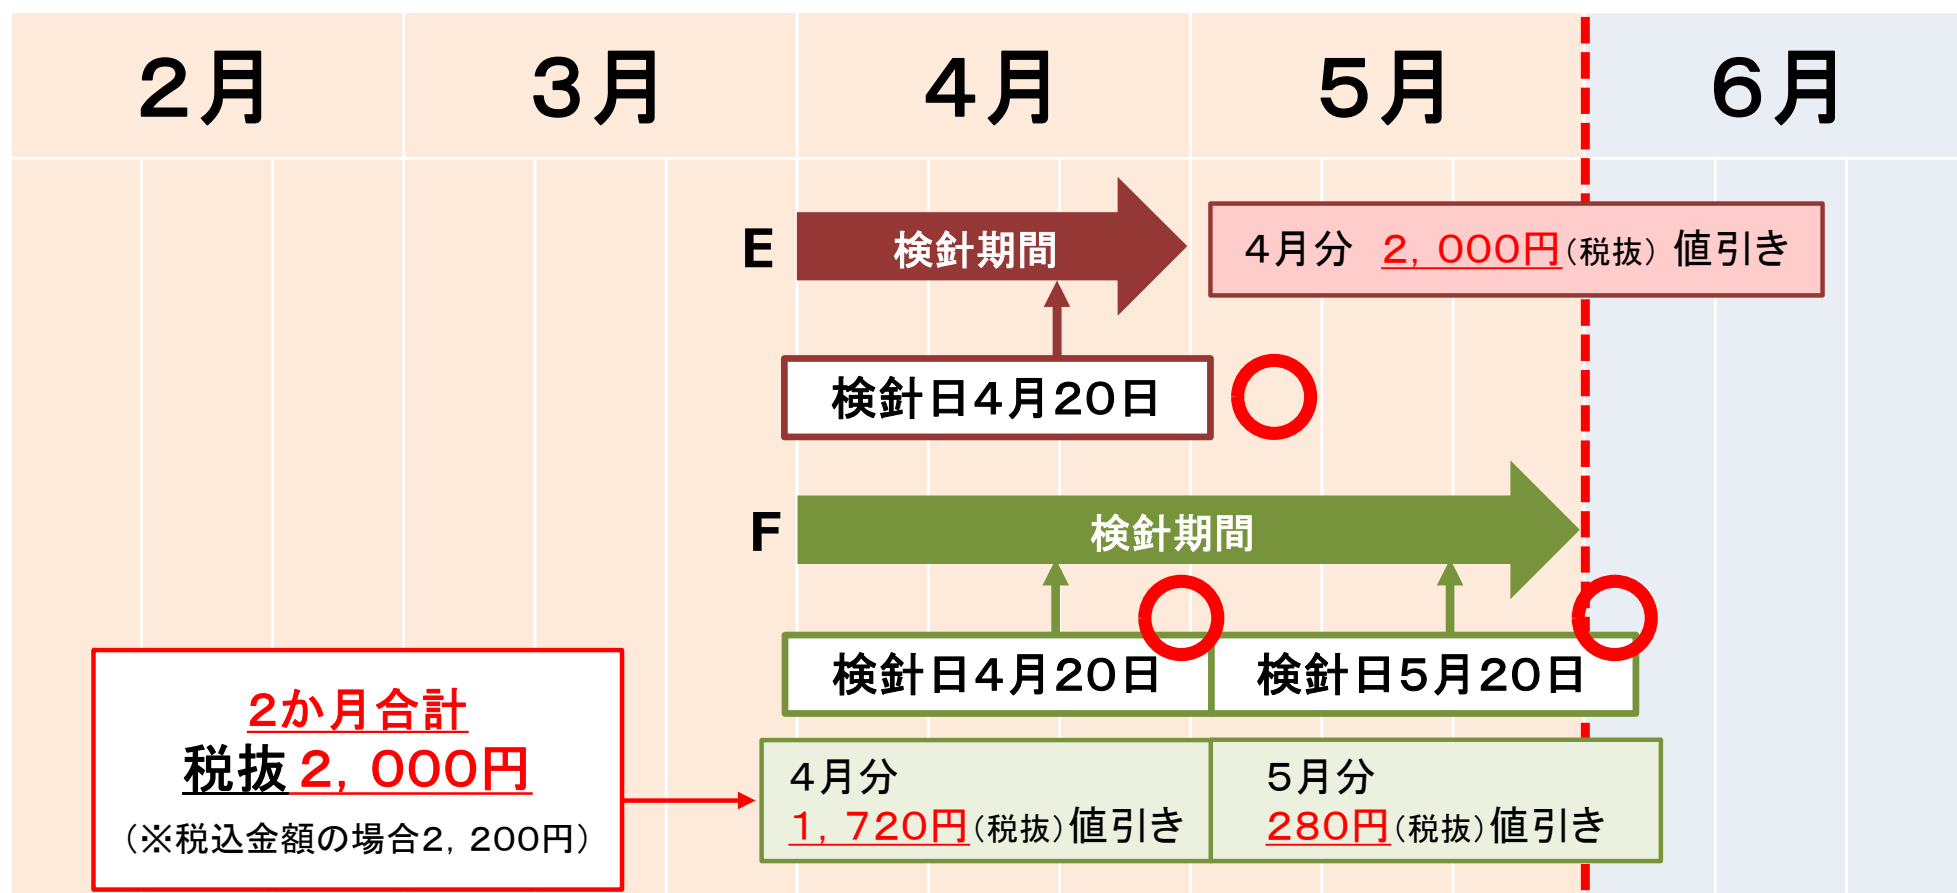 2月 3月 4月 5月 6月
E 検針期間
4月分 2，000円（税抜） 値引き
検針日4月20日
F 検針期間
検針日4月20日 検針日5月20日
2か月合計
税抜2，000円
（※税込金額の場合2，200円）
4月分
1，720円（税抜）値引き
5月分
280円（税抜）値引き